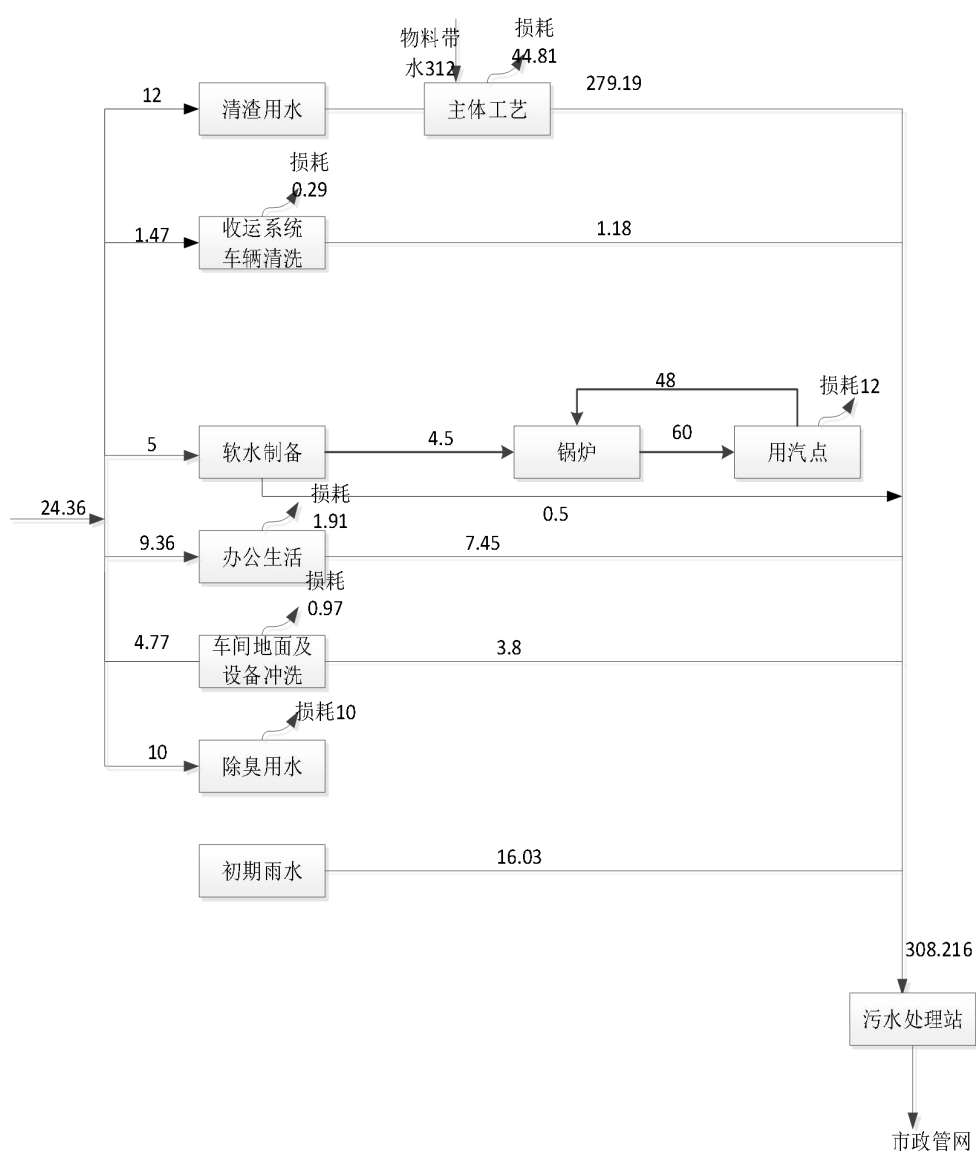 物料带
水312
损耗
44.81
279.19
12
清渣用水
主体工艺
损耗
0.29
1.47
收运系统
车辆清洗
1.18
48
损耗12
5
软水制备
4.5
锅炉
60
用汽点
24.36
损耗
1.91
0.5
9.36
办公生活
7.45
损耗
0.97
4.77
车间地面及
设备冲洗
3.8
损耗10
10
除臭用水
初期雨水
16.03
308.216
污水处理站
市政管网